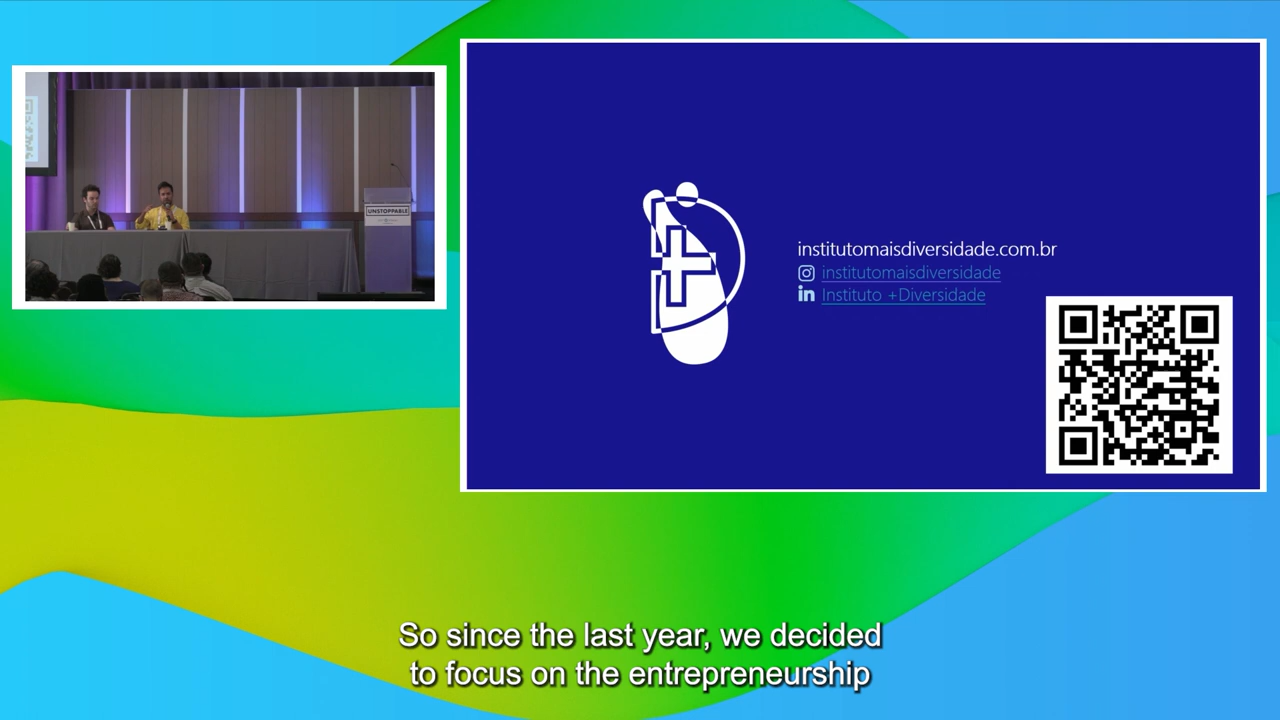 UNSTOPPABLE
institutomaisdiversidade.com.br
institutomaisdiversidade
Instituto +Diversidade
So since the last year, we decided
to focus on the entrepreneurship